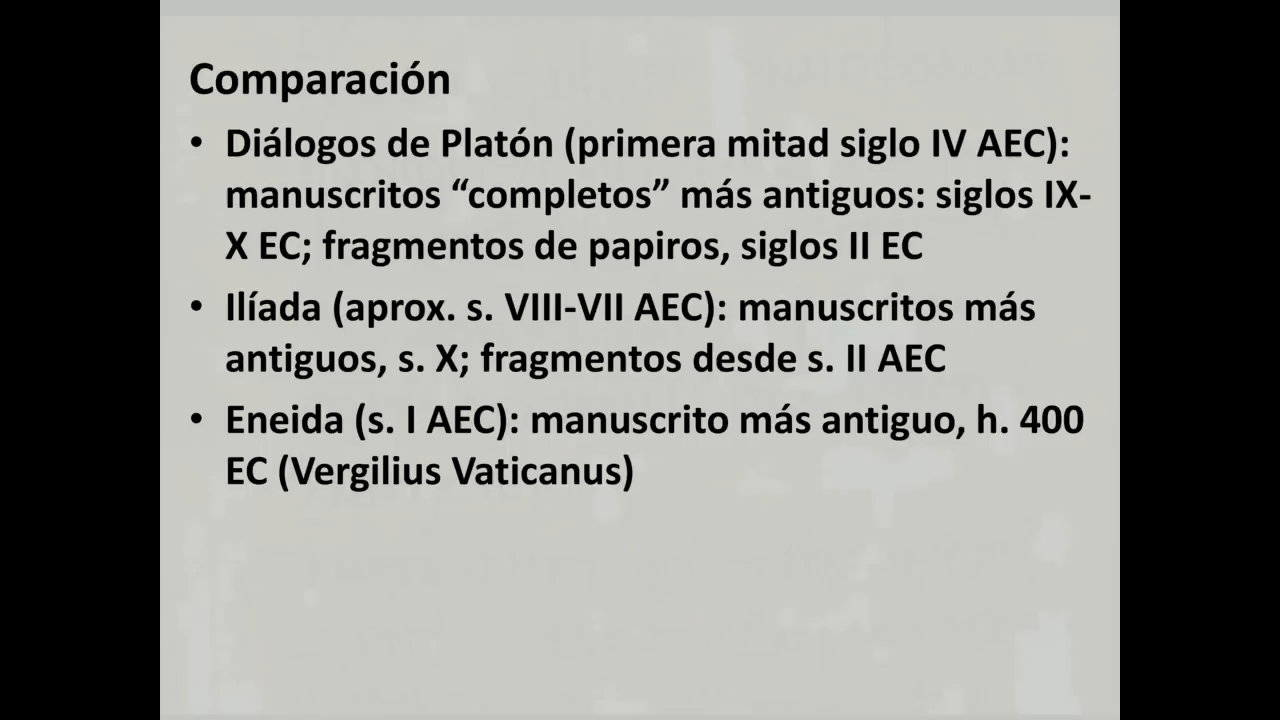 Comparación
• Diálogos de Platón (primera mitad siglo IV AEC):
manuscritos “completos” más antiguos: siglos IX-
X EC; fragmentos de papiros, siglos II EC
• Ilíada (aprox. s. VIII-VII AEC): manuscritos más
antiguos, s. X; fragmentos desde s. II AEC
• Eneida (s. I AEC): manuscrito más antiguo, h. 400
EC (Vergilius Vaticanus)